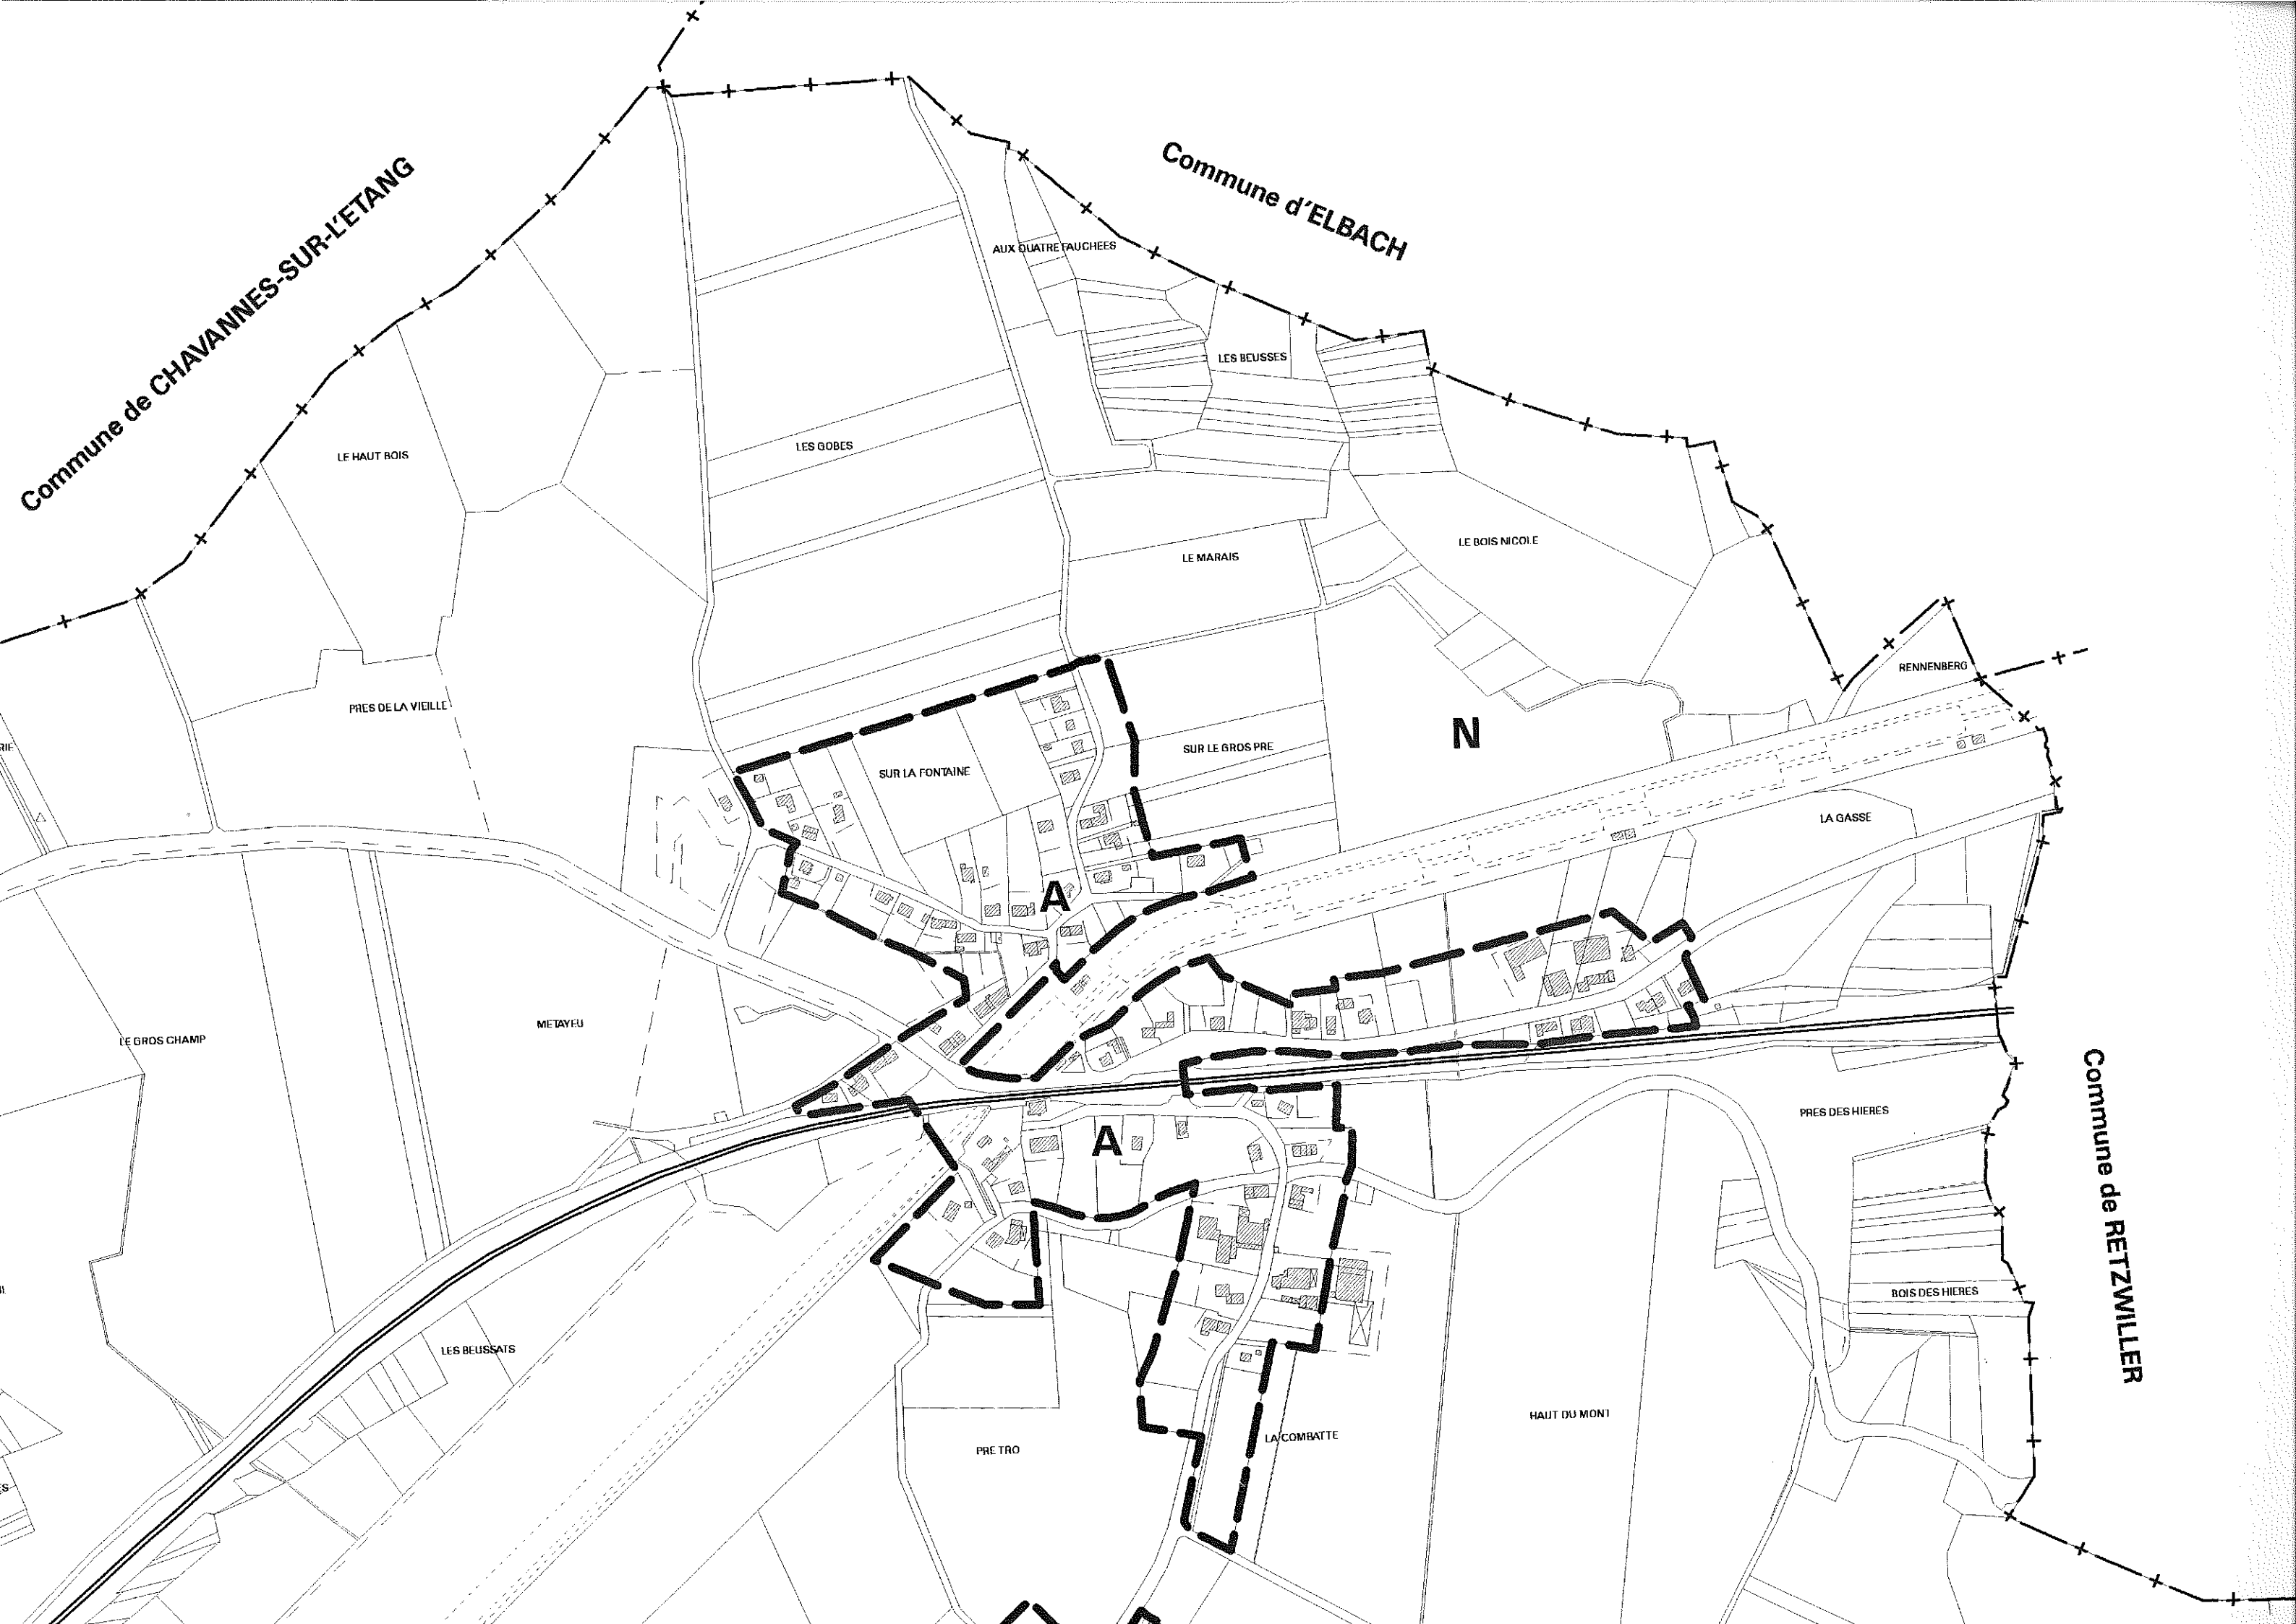 Commune de CHAVANNES-SUR-L'ETANG
Commune d'ELBACH
AUX QUATRE FAUCHEES
LES BEUSSES
LES GOBES
LE HAUT BOIS
LE BOIS NICOLE
LE MARAIS
RENNENBERG
PRES DE LA VIEILLE
N
SUR LE GROS PRE
SUR LA FONTAINE
LA GASSE
A
METAYEU
LE GROS CHAMP
Commune de RETZWILLER
PRES DES HIERES
A
BOIS DES HIERES
LES BEUSSATS
HAUT DU MONT
LA COMBATTE
PRE TRO